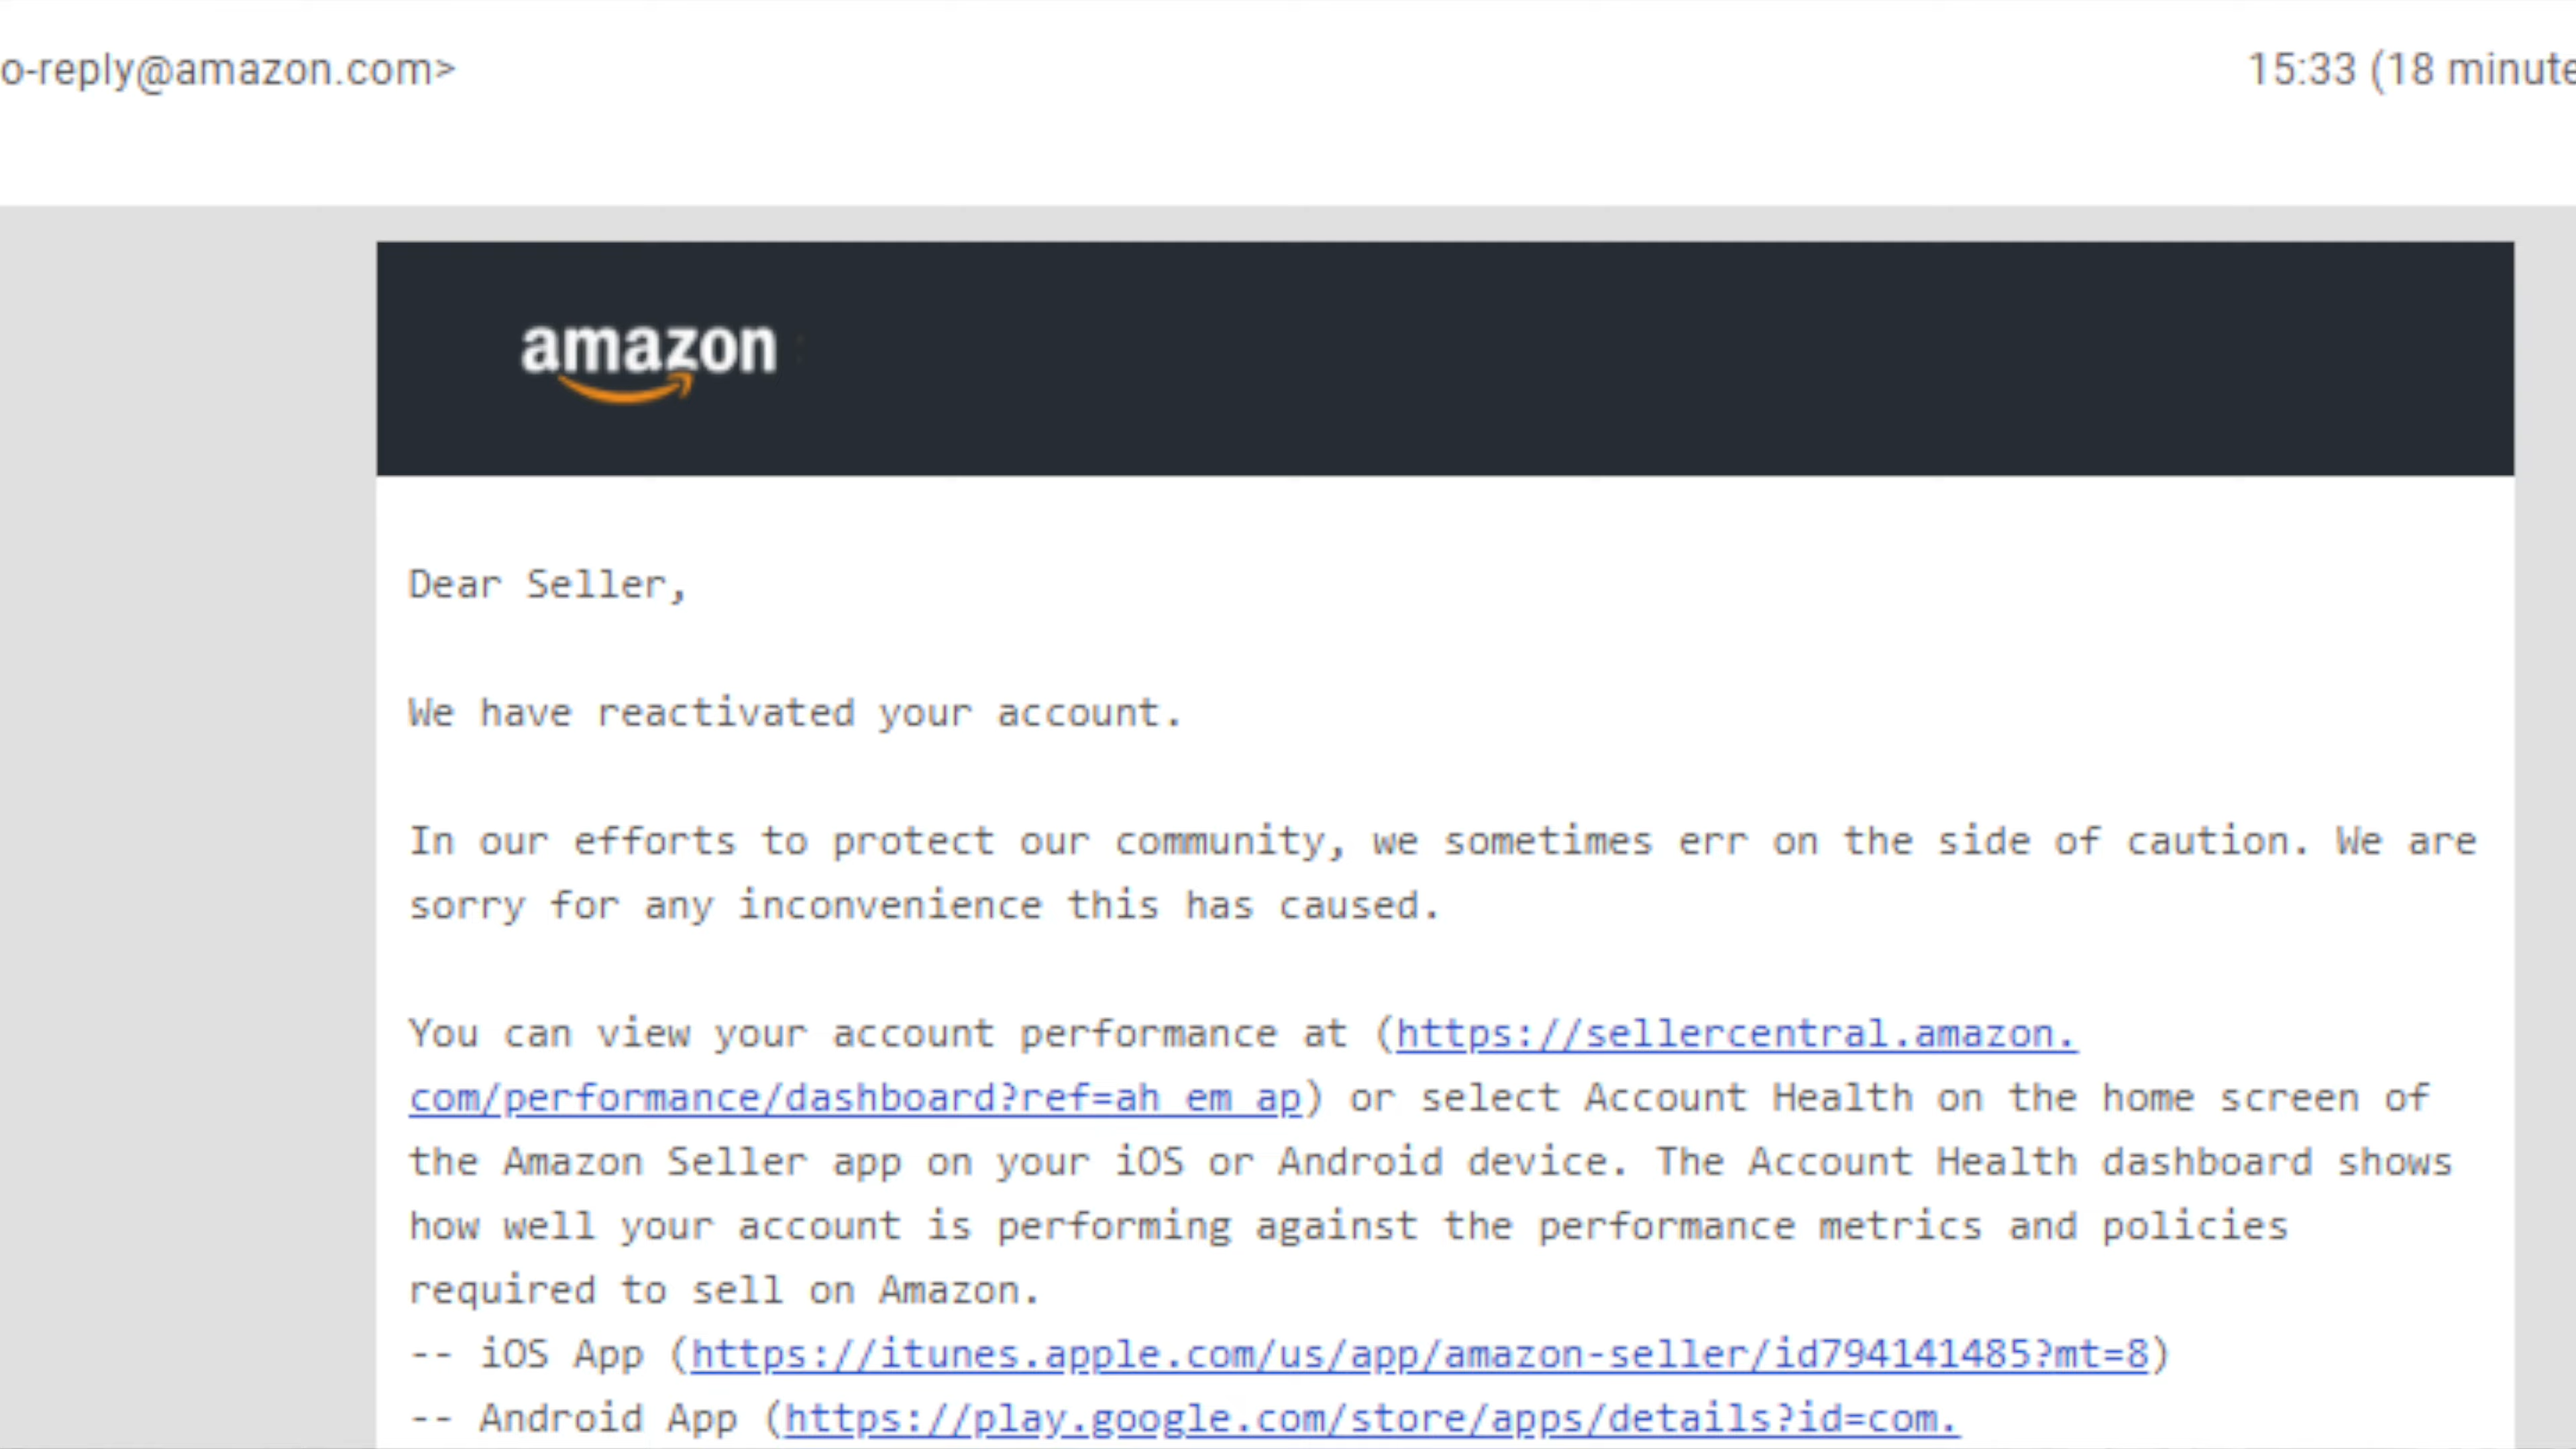 o-reply@amazon.com>
15:33 (18 minute
amazon
Dear Seller,
We have reactivated your account.
In our efforts to protect our community, we sometimes err on the side of caution. We are
sorry for any inconvenience this has caused.
You can view your account performance at (https://sellercentral.amazon.
com/performance/dashboard?ref=ah_em_ap) or select Account Health on the home screen of
the Amazon Seller app on your iOS or Android device. The Account Health dashboard shows
how well your account is performing against the performance metrics and policies
required to sell on Amazon.
-- iOS App (https://itunes.apple.com/us/app/amazon-seller/id794141485?mt=8)
-- Android App (https://play.google.com/store/apps/details?id=com.